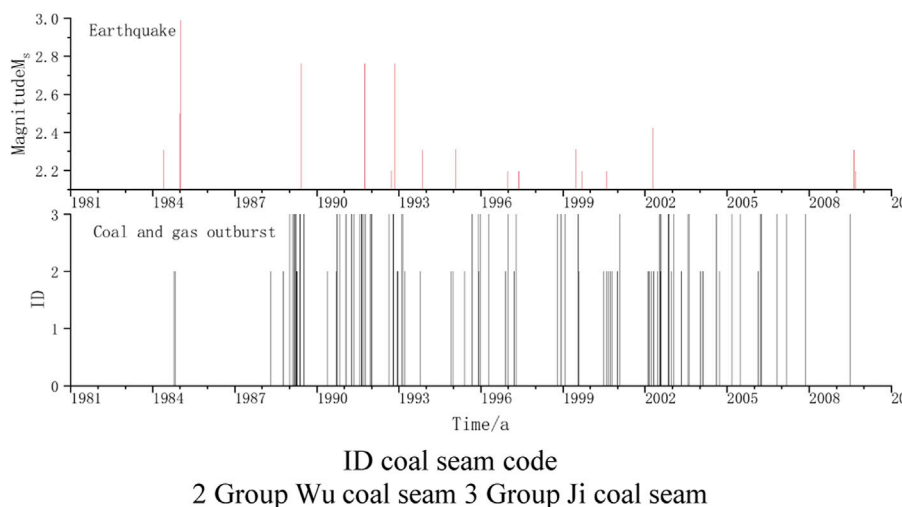 3.0
Earthquake
2.8
2.6
2.4
2.2
MagnitudeMs
1981 1984 1987 1990 1993 1996 1999 2002 2005 2008 20
3
Coal and gas outburst
2
1
0
ID
1981 1984 1987 1990 1993 1996 1999 2002 2005 2008 20
Time/a
ID coal seam code
2 Group Wu coal seam 3 Group Ji coal seam